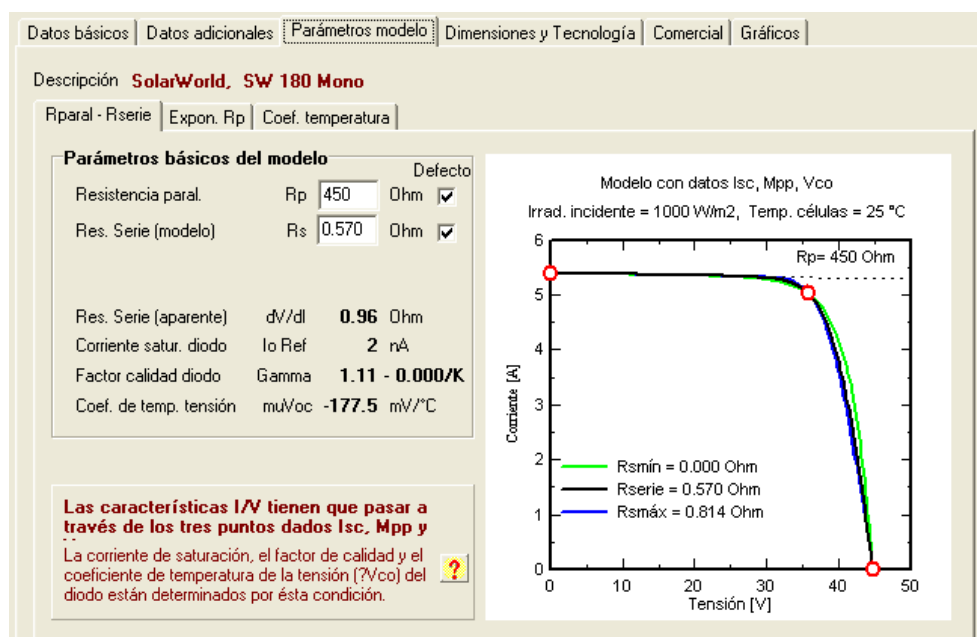 Datos básicos Datos adicionales Parámetros modelo Dimensiones y Tecnología Comercial Gráficos
Descripción SolarWorld, SW 180 Mono
Rparal - Rserie Expon. Rp Coef. temperatura
Parámetros básicos del modelo
Defecto
Resistencia paral. Rp 450 Ohm
Res. Serie (modelo) Rs 0.570 Ohm
Res. Serie (aparente) dV/dI 0.96 Ohm
Corriente satur. diodo Io Ref 2 nA
Factor calidad diodo Gamma 1.11 - 0.000/K
Coef. de temp. tensión muVoc -177.5 mV/°C
Las características I/V tienen que pasar a
través de los tres puntos dados Isc, Mpp y
La corriente de saturación, el factor de calidad y el
coeficiente de temperatura de la tensión (?Vco) del
diodo están determinados por ésta condición.
?
Modelo con datos Isc, Mpp, Vco
Irrad. incidente = 1000 W/m2, Temp. células = 25 °C
Rp= 450 Ohm
6
5
4
3
2
1
0
Corriente [A]
Rsmín = 0.000 Ohm
Rserie = 0.570 Ohm
Rsmáx = 0.814 Ohm
0 10 20 30 40 50
Tensión [V]